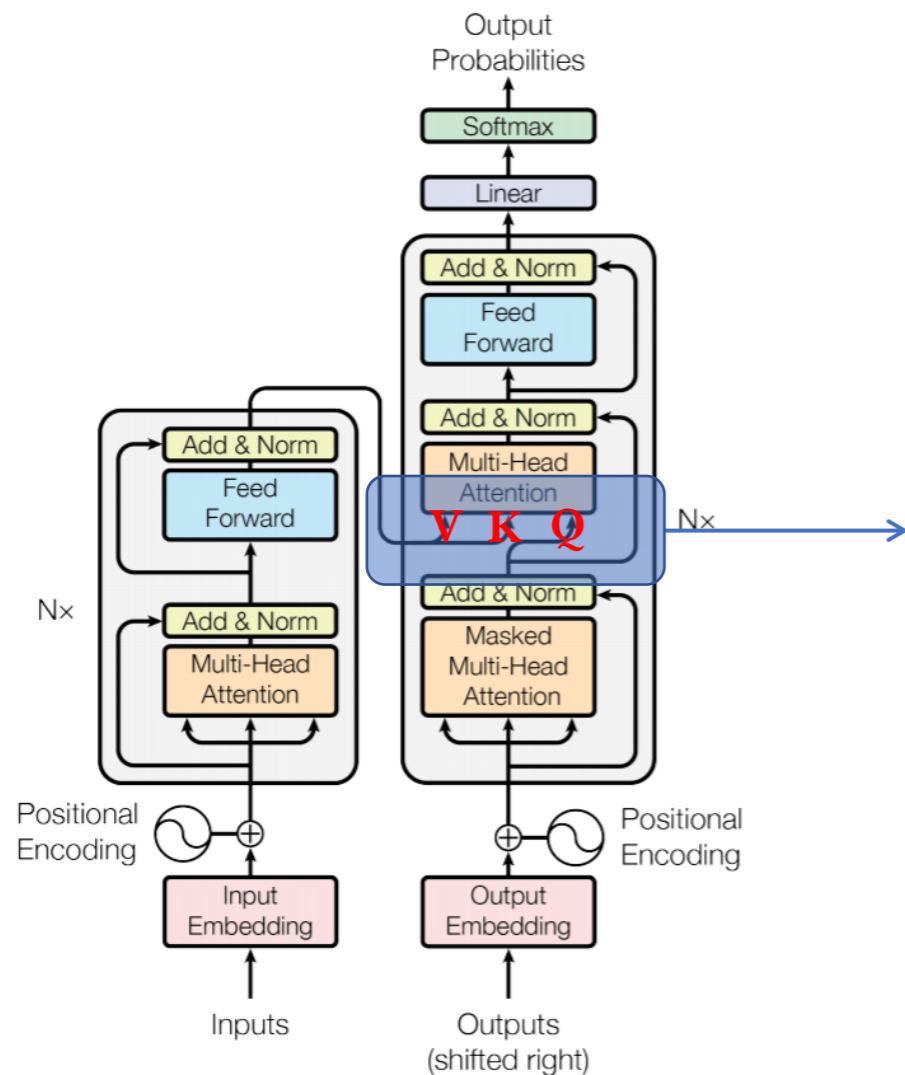 Output
Probabilities
Softmax
Linear
Add & Norm
Feed
Forward
Add & Norm
Multi-Head
Attention
V K Q
Nx
Add & Norm
Masked
Multi-Head
Attention
Add & Norm
Feed
Forward
Nx
Add & Norm
Multi-Head
Attention
Positional
Encoding
Input
Embedding
Inputs
Positional
Encoding
Output
Embedding
Outputs
(shifted right)